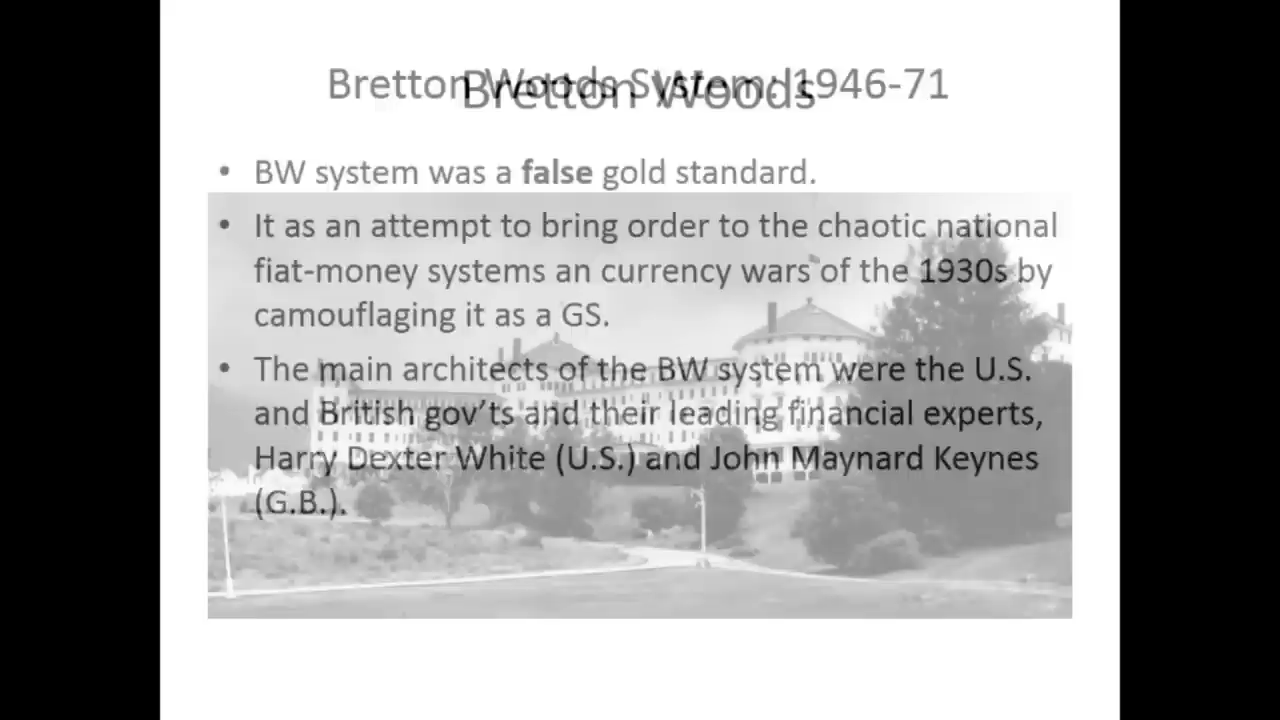 Bretton Woods System: 1946-71
Bretton Woods
• BW system was a false gold standard.
• It as an attempt to bring order to the chaotic national
fiat-money systems an currency wars of the 1930s by
camouflaging it as a GS.
• The main architects of the BW system were the U.S.
and British gov’ts and their leading financial experts,
Harry Dexter White (U.S.) and John Maynard Keynes
(G.B.).